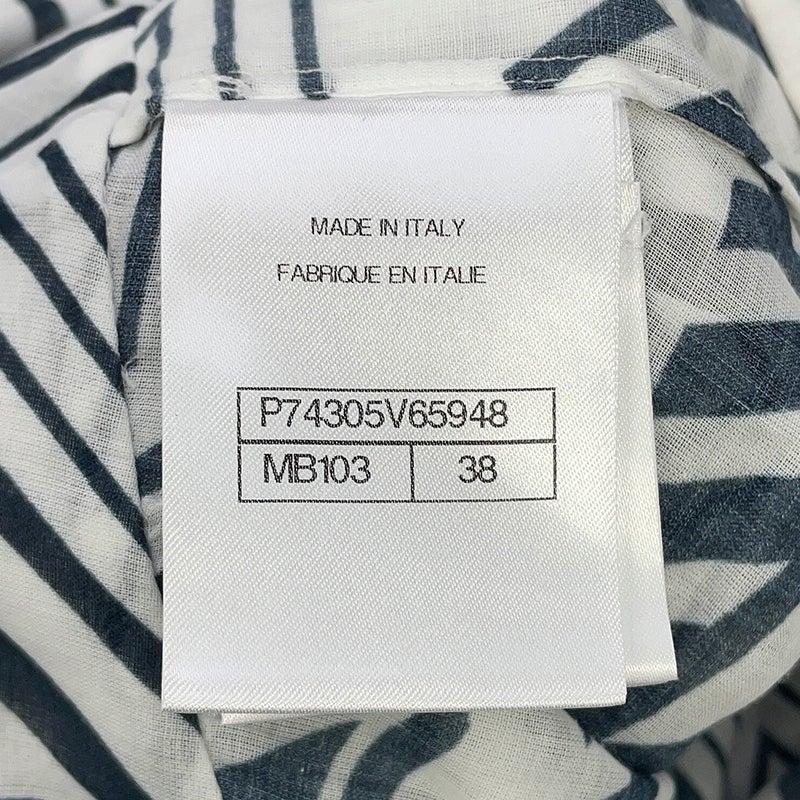 MADE IN ITALY
FABRIQUE EN ITALIE
P74305V65948
MB103 38